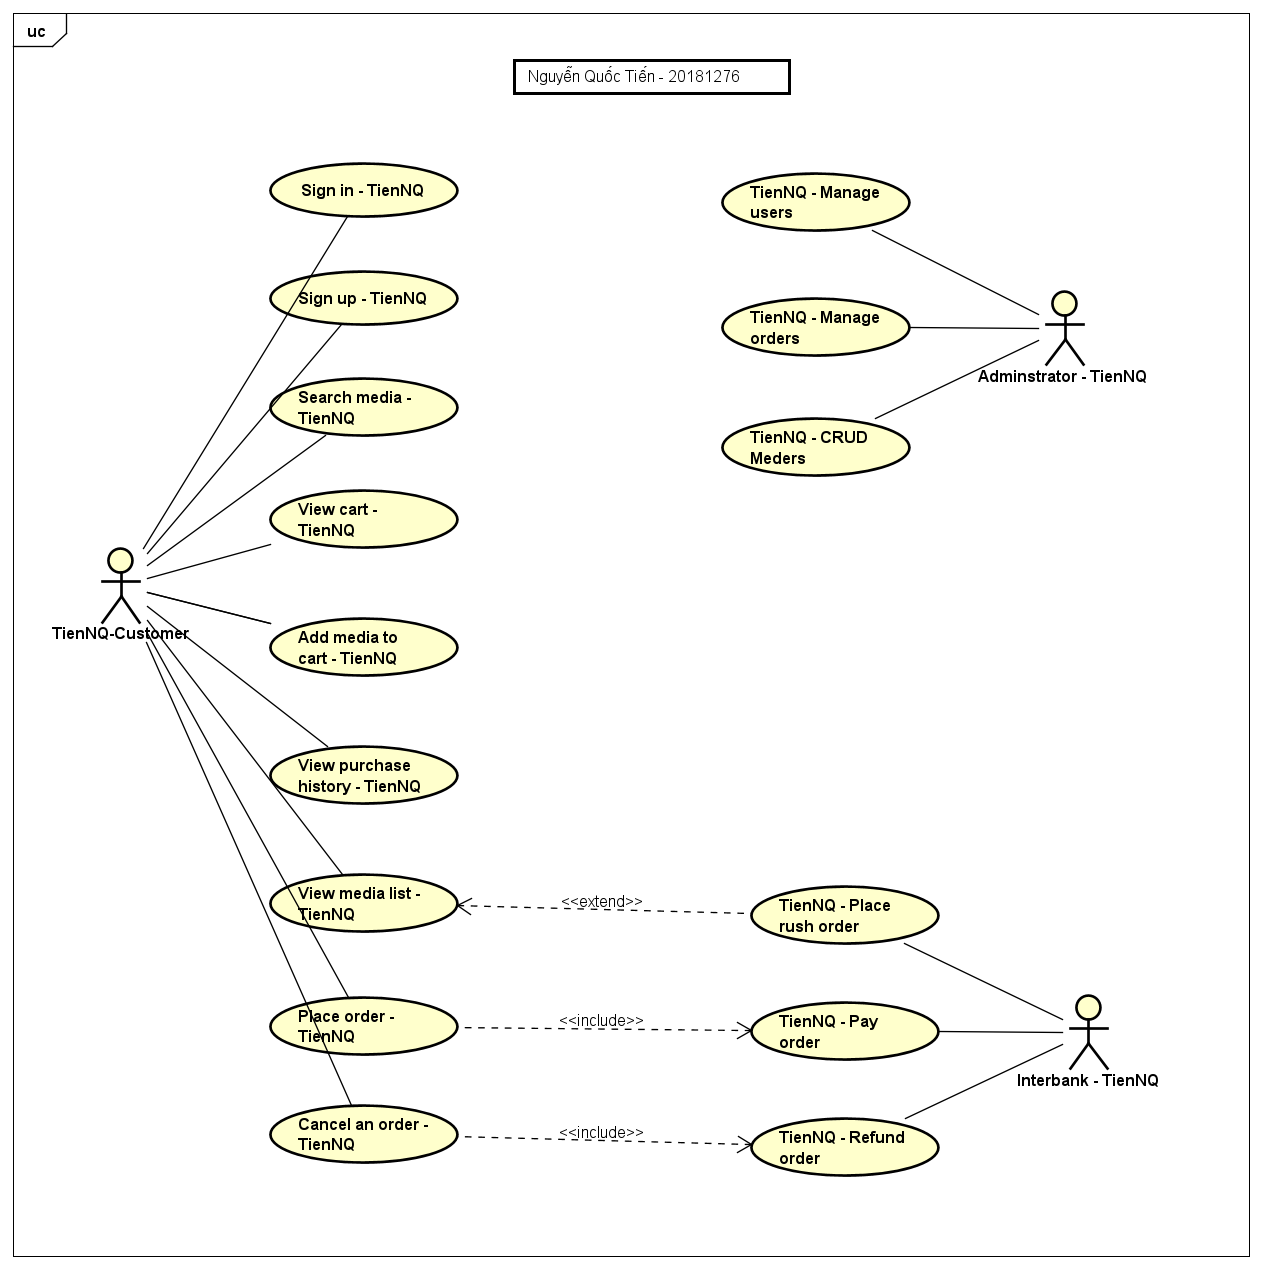 uc
Nguyễn Quốc Tiến - 20181276
Sign in - TienNQ
TienNQ - Manage
users
Sign up - TienNQ
TienNQ - Manage
orders
Adminstrator - TienNQ
Search media -
TienNQ
TienNQ - CRUD
Meders
View cart -
TienNQ
TienNQ-Customer
Add media to
cart - TienNQ
View purchase
history - TienNQ
View media list -
TienNQ
<<extend>>
TienNQ - Place
rush order
Place order -
TienNQ
<<include>>
TienNQ - Pay
order
Interbank - TienNQ
Cancel an order -
TienNQ
<<include>>
TienNQ - Refund
order